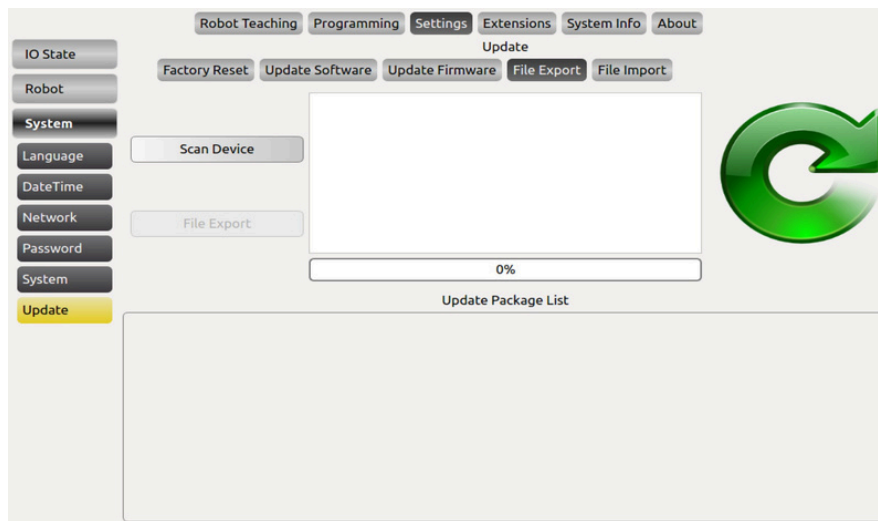 Robot Teaching Programming Settings Extensions System Info About
Update
Factory Reset Update Software Update Firmware File Export File Import
IO State
Robot
System
Language
DateTime
Network
Password
System
Update
Scan Device
File Export
0%
Update Package List